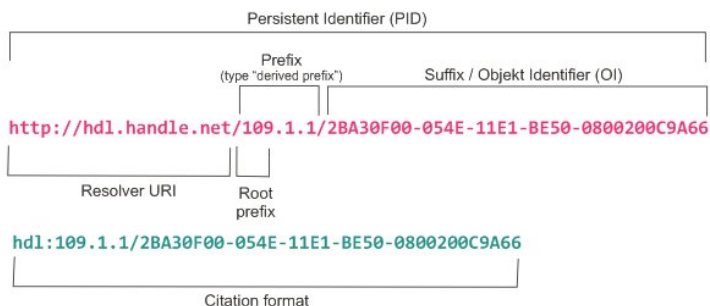 Persistent Identifier (PID)
Prefix
(type "derived prefix")
Suffix / Objekt Identifier (OI)
http://hdl.handle.net/109.1.1/2BA30F00-054E-11E1-BE50-0800200C9A66
Resolver URI
Root
prefix
hdl:109.1.1/2BA30F00-054E-11E1-BE50-0800200C9A66
Citation format